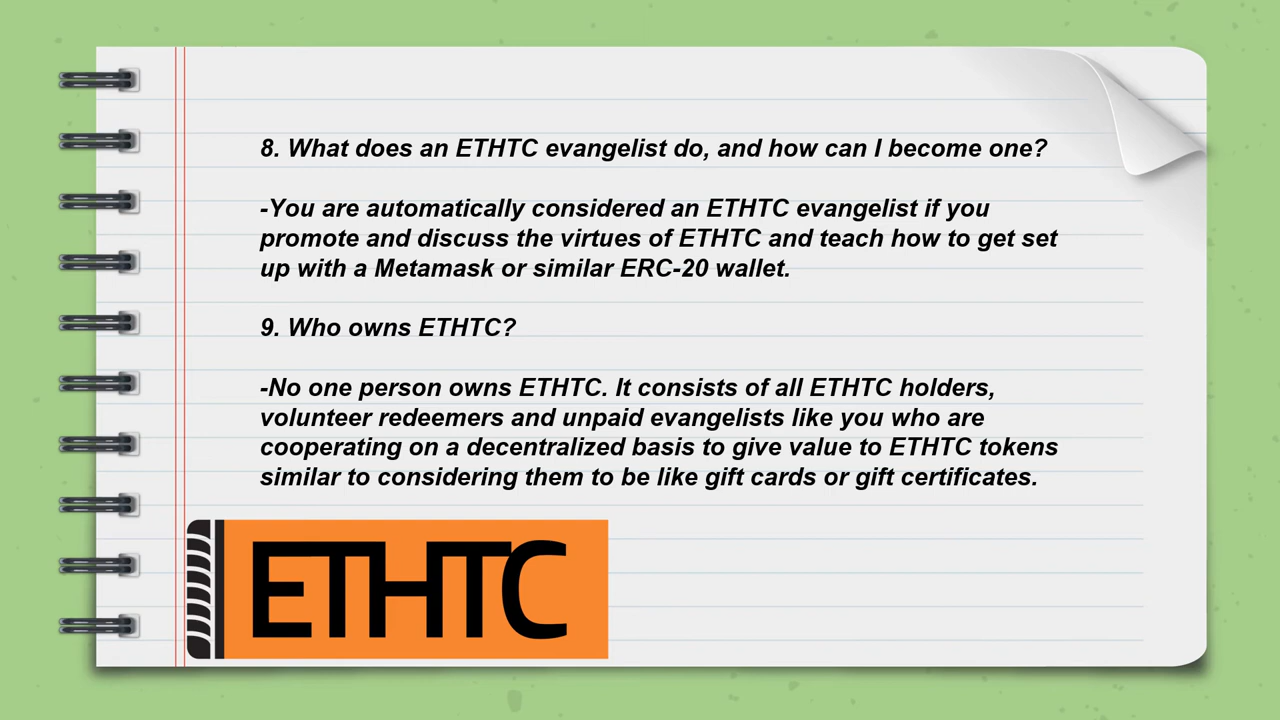 8. What does an ETHTC evangelist do, and how can I become one?
-You are automatically considered an ETHTC evangelist if you
promote and discuss the virtues of ETHTC and teach how to get set
up with a Metamask or similar ERC-20 wallet.
9. Who owns ETHTC?
-No one person owns ETHTC. It consists of all ETHTC holders,
volunteer redeemers and unpaid evangelists like you who are
cooperating on a decentralized basis to give value to ETHTC tokens
similar to considering them to be like gift cards or gift certificates.
ETHTC